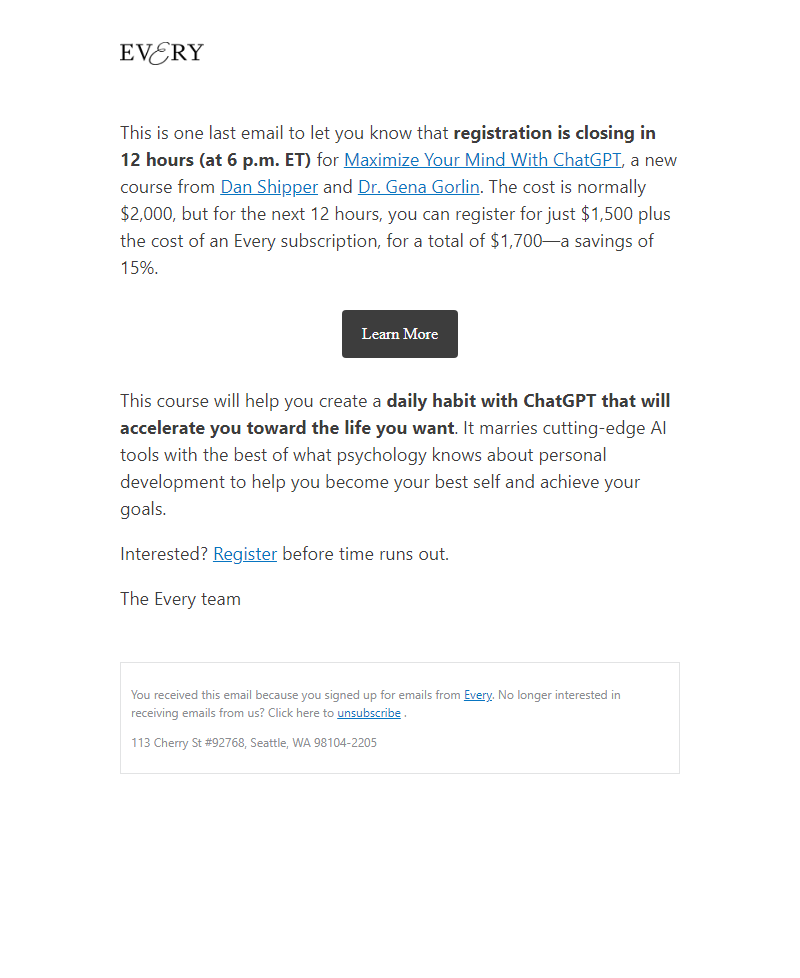 EVERY
This is one last email to let you know that registration is closing in
12 hours (at 6 p.m. ET) for Maximize Your Mind With ChatGPT, a new
course from Dan Shipper and Dr. Gena Gorlin. The cost is normally
$2,000, but for the next 12 hours, you can register for just $1,500 plus
the cost of an Every subscription, for a total of $1,700—a savings of
15%.
Learn More
This course will help you create a daily habit with ChatGPT that will
accelerate you toward the life you want. It marries cutting-edge AI
tools with the best of what psychology knows about personal
development to help you become your best self and achieve your
goals.
Interested? Register before time runs out.
The Every team
You received this email because you signed up for emails from Every. No longer interested in
receiving emails from us? Click here to unsubscribe .
113 Cherry St #92768, Seattle, WA 98104-2205